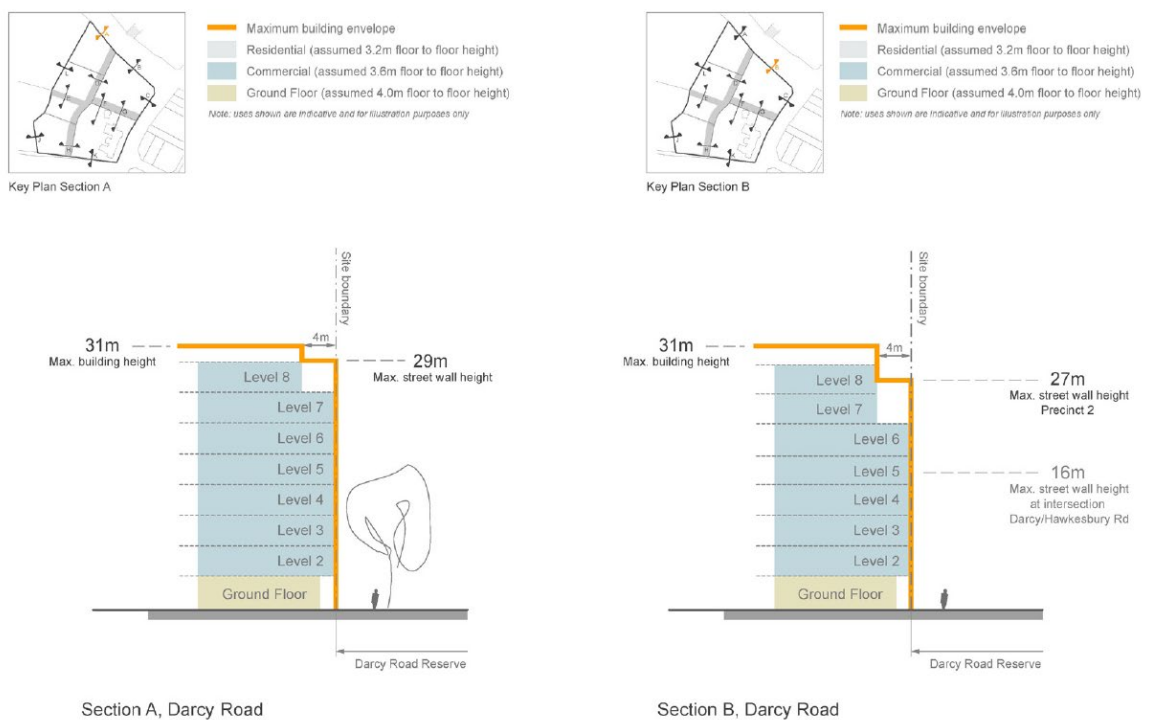 Maximum building envelope
Residential (assumed 3.2m floor to floor height)
Commercial (assumed 3.6m floor to floor height)
Ground Floor (assumed 4.0m floor to floor height)
Note: uses shown are indicative and for illustration purposes only
Key Plan Section A
Site boundary
4m
31m
Max. building height
29m
Max. street wall height
Level 8
Level 7
Level 6
Level 5
Level 4
Level 3
Level 2
Ground Floor
Darcy Road Reserve
Section A, Darcy Road
Maximum building envelope
Residential (assumed 3.2m floor to floor height)
Commercial (assumed 3.6m floor to floor height)
Ground Floor (assumed 4.0m floor to floor height)
Note: uses shown are indicative and for illustration purposes only
Key Plan Section B
Site boundary
4m
31m
Max. building height
27m
Max. street wall height
Precinct 2
16m
Max. street wall height
at intersection
Darcy/Hawkesbury Rd
Level 8
Level 7
Level 6
Level 5
Level 4
Level 3
Level 2
Ground Floor
Darcy Road Reserve
Section B, Darcy Road